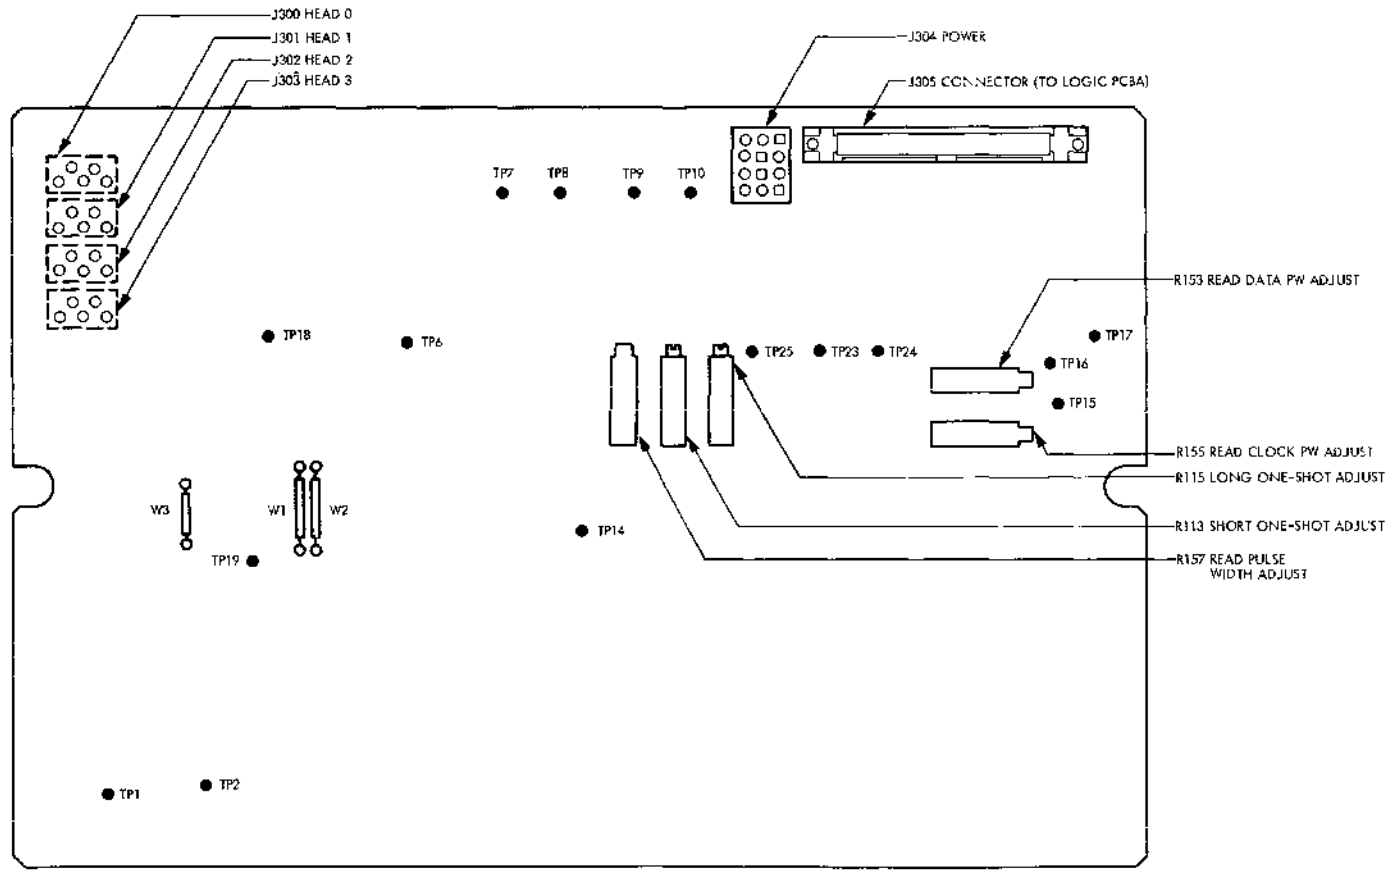 J300 HEAD 0
J301 HEAD 1
J302 HEAD 2
J303 HEAD 3
J304 POWER
J305 CONNECTOR (TO LOGIC PCBA)
TP7 TP8 TP9 TP10
R153 READ DATA PW ADJUST
TP18
TP6
TP25
TP23
TP24
TP17
TP16
TP15
R155 READ CLOCK PW ADJUST
R115 LONG ONE-SHOT ADJUST
W3
W1
W2
R113 SHORT ONE-SHOT ADJUST
TP14
TP19
R157 READ PULSE
WIDTH ADJUST
TP1
TP2